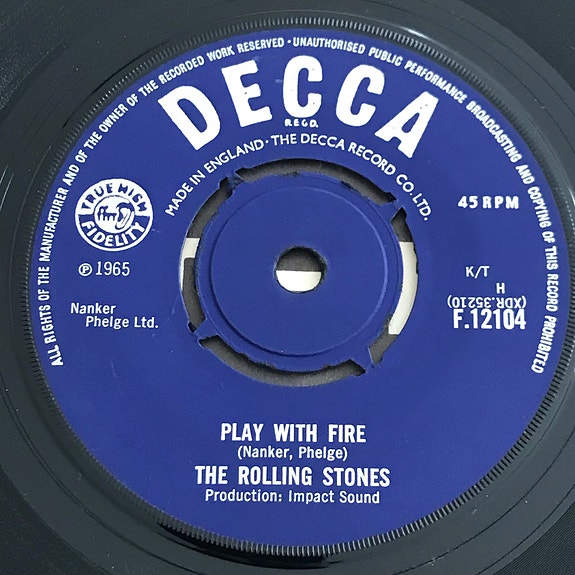 ALL RIGHTS OF THE MANUFACTURER AND OF THE OWNER OF THE RECORDED WORK RESERVED · UNAUTHORISED PUBLIC PERFORMANCE BROADCASTING AND COPYING OF THIS RECORD PROHIBITED
DECCA
REGD.
MADE IN ENGLAND · THE DECCA RECORD CO. LTD.
TRUE HIGH
ffrr
FIDELITY
45 RPM
℗ 1965
K/T
Nanker
Phelge Ltd.
H
(XDR.35210)
F.12104
PLAY WITH FIRE
(Nanker, Phelge)
THE ROLLING STONES
Production: Impact Sound